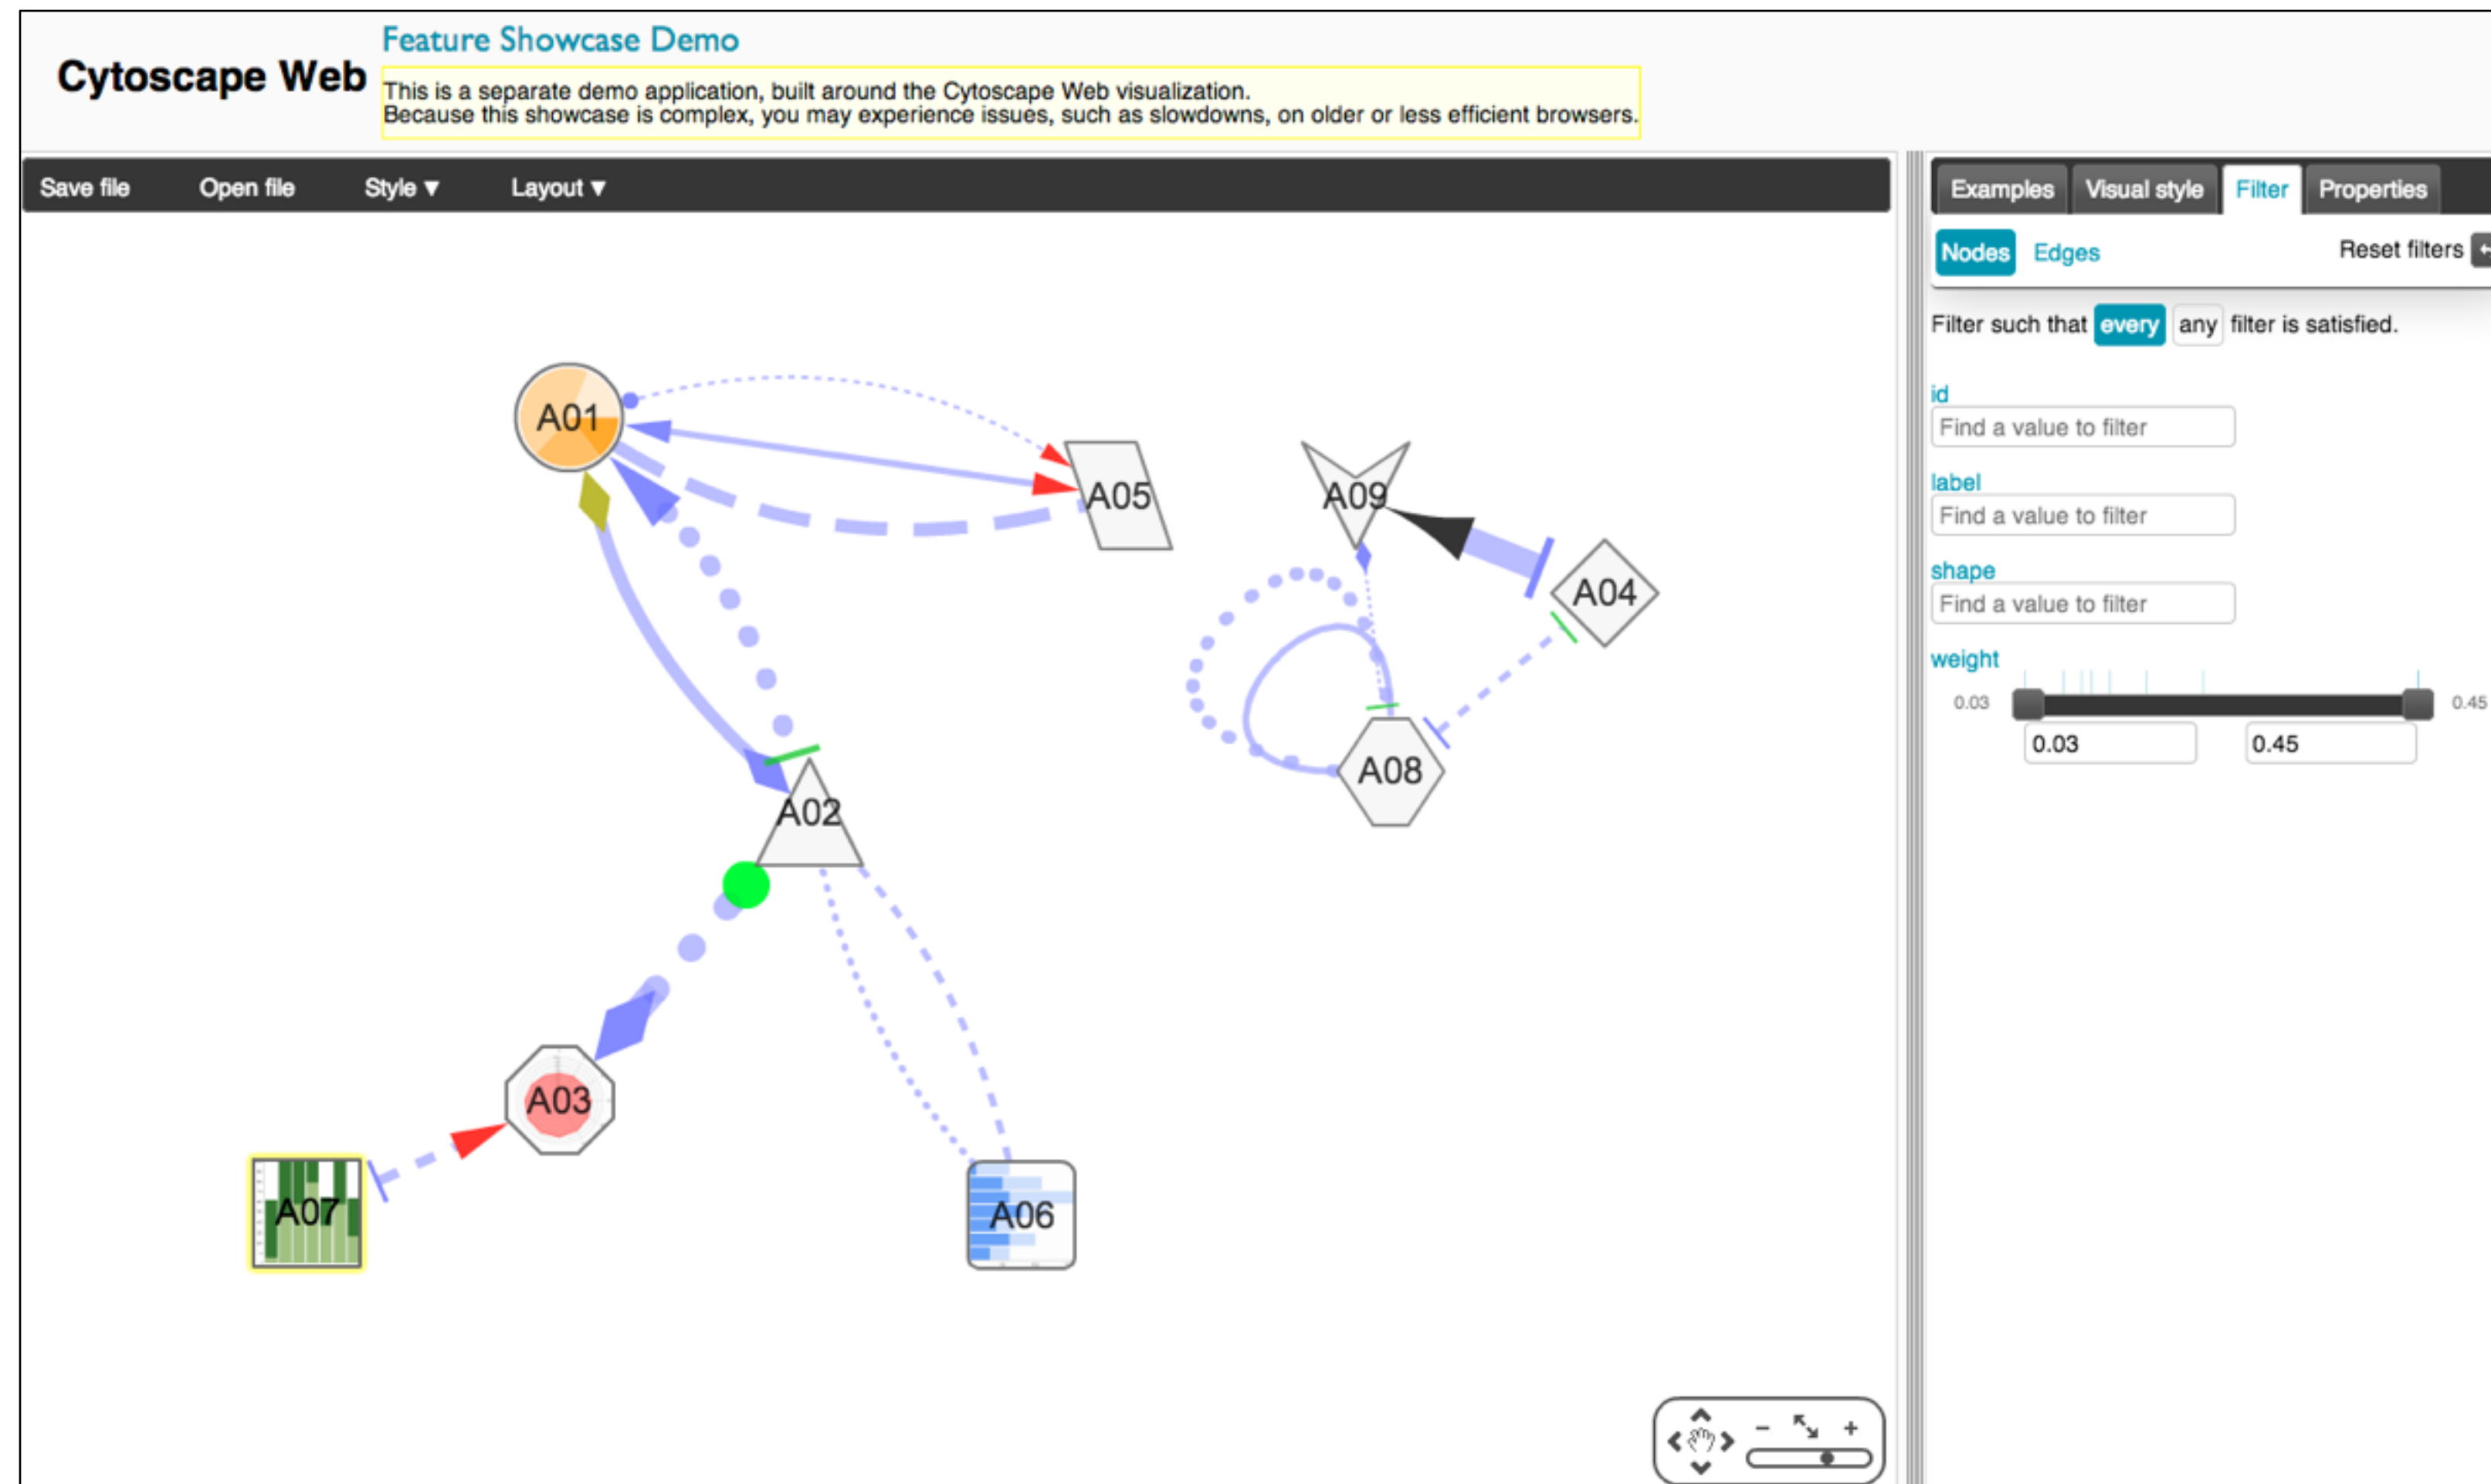 Cytoscape Web
Feature Showcase Demo
This is a separate demo application, built around the Cytoscape Web visualization.
Because this showcase is complex, you may experience issues, such as slowdowns, on older or less efficient browsers.
Save file Open file Style ▼ Layout ▼
Examples Visual style Filter Properties
Nodes Edges Reset filters
Filter such that every any filter is satisfied.
id
Find a value to filter
label
Find a value to filter
shape
Find a value to filter
weight
0.03 0.45
0.03 0.45
A01
A05
A09
A04
A08
A02
A03
A07
A06